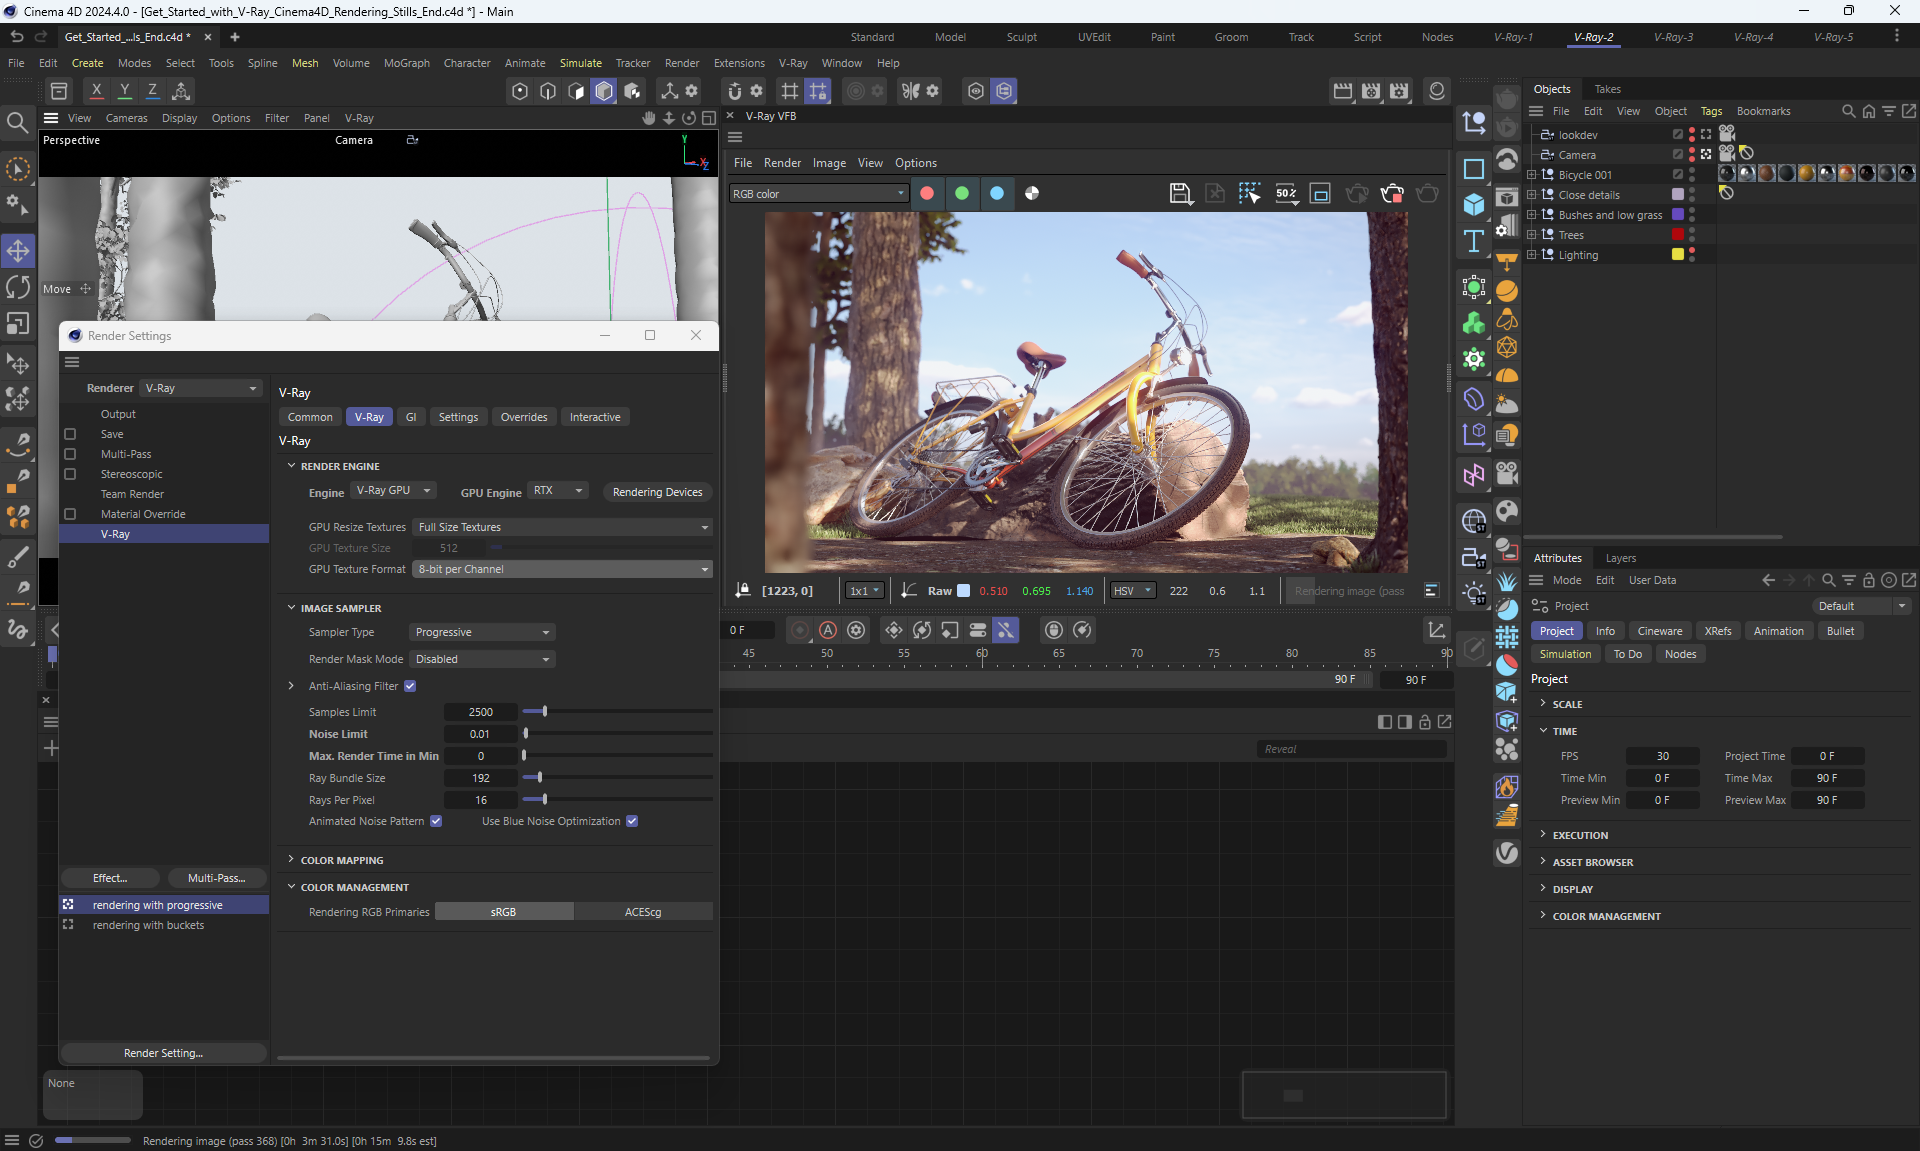 Cinema 4D 2024.4.0 - [Get_Started_with_V-Ray_Cinema4D_Rendering_Stills_End.c4d *] - Main
Get_Started_...ls_End.c4d *
Standard Model Sculpt UVEdit Paint Groom Track Script Nodes V-Ray-1 V-Ray-2 V-Ray-3 V-Ray-4 V-Ray-5
File Edit Create Modes Select Tools Spline Mesh Volume MoGraph Character Animate Simulate Tracker Render Extensions V-Ray Window Help
X Y Z
View Cameras Display Options Filter Panel V-Ray
Perspective Camera
Y X Z
Move
V-Ray VFB
File Render Image View Options
RGB color
50%
[1223, 0] 1x1 Raw 0.510 0.695 1.140 HSV 222 0.6 1.1 Rendering image (pass
0 F
A
45 50 55 60 65 70 75 80 85 90
90 F 90 F
Reveal
Render Settings
Renderer V-Ray
Output
Save
Multi-Pass
Stereoscopic
Team Render
Material Override
V-Ray
Effect... Multi-Pass...
rendering with progressive
rendering with buckets
Render Setting...
V-Ray
Common V-Ray GI Settings Overrides Interactive
V-Ray
RENDER ENGINE
Engine V-Ray GPU GPU Engine RTX Rendering Devices
GPU Resize Textures Full Size Textures
GPU Texture Size 512
GPU Texture Format 8-bit per Channel
IMAGE SAMPLER
Sampler Type Progressive
Render Mask Mode Disabled
Anti-Aliasing Filter
Samples Limit 2500
Noise Limit 0.01
Max. Render Time in Min 0
Ray Bundle Size 192
Rays Per Pixel 16
Animated Noise Pattern Use Blue Noise Optimization
COLOR MAPPING
COLOR MANAGEMENT
Rendering RGB Primaries sRGB ACEScg
None
Rendering image (pass 368) [0h 3m 31.0s] [0h 15m 9.8s est]
ST
ST
ST
Objects Takes
File Edit View Object Tags Bookmarks
lookdev
Camera
Bicycle 001
Close details
Bushes and low grass
Trees
Lighting
Attributes Layers
Mode Edit User Data
Project Default
Project Info Cineware XRefs Animation Bullet
Simulation To Do Nodes
Project
SCALE
TIME
FPS 30 Project Time 0 F
Time Min 0 F Time Max 90 F
Preview Min 0 F Preview Max 90 F
EXECUTION
ASSET BROWSER
DISPLAY
COLOR MANAGEMENT